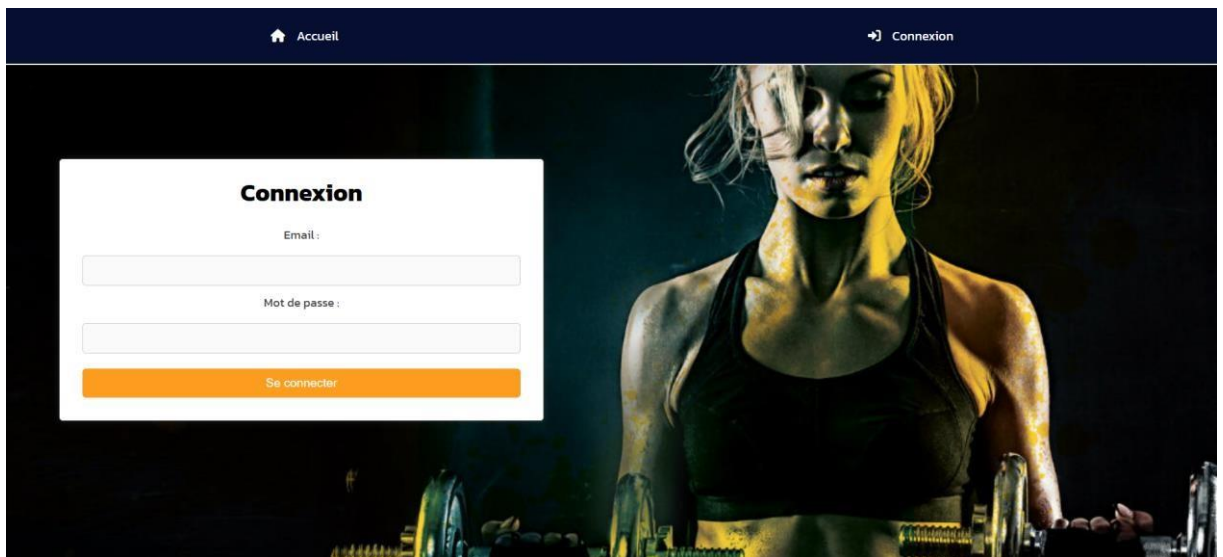 Accueil
Connexion
Connexion
Email :
Mot de passe :
Se connecter